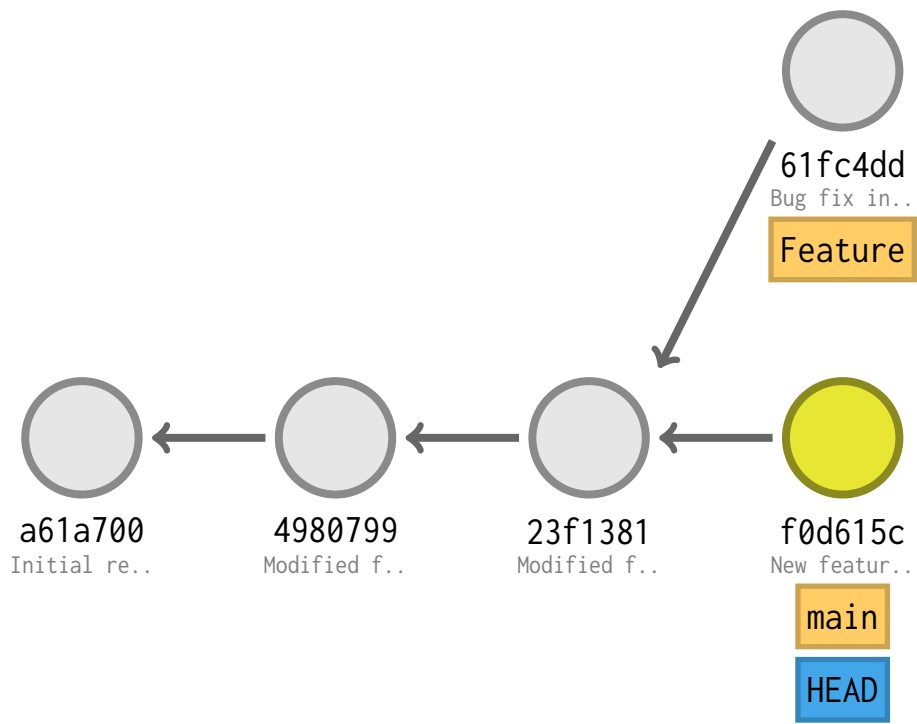 61fc4dd
Bug fix in..
Feature
a61a700
Initial re..
4980799
Modified f..
23f1381
Modified f..
f0d615c
New featur..
main
HEAD